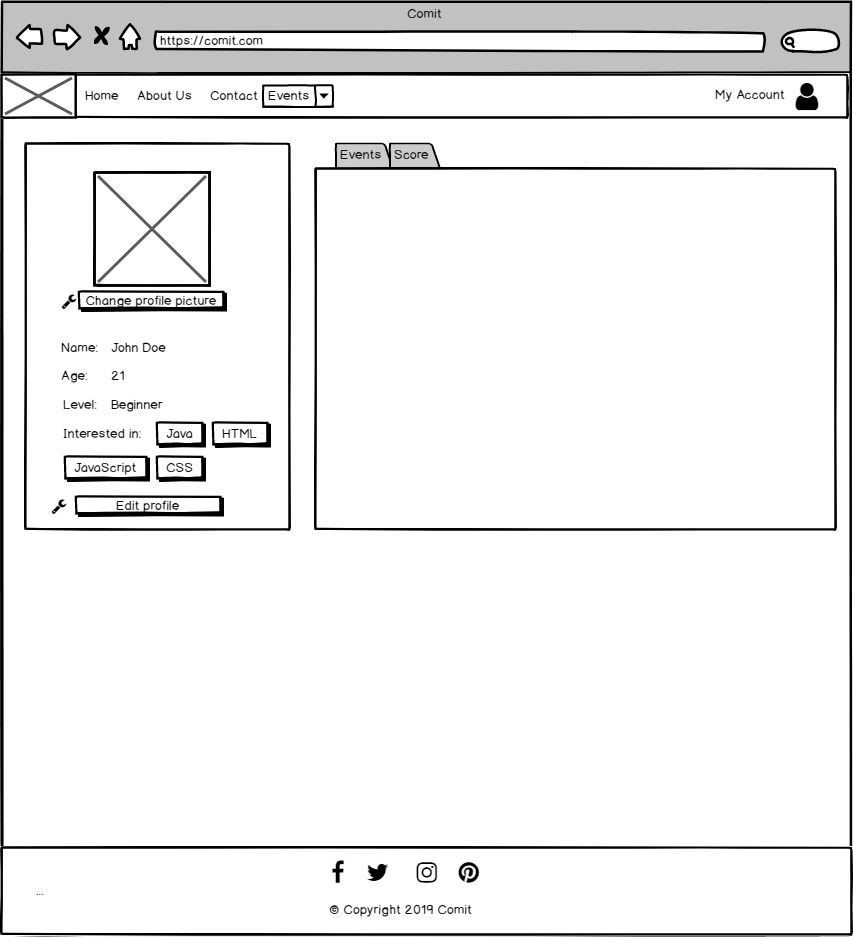 Comit
https://comit.com
Home About Us Contact Events My Account
Events Score
Change profile picture
Name: John Doe
Age: 21
Level: Beginner
Interested in: Java HTML
JavaScript CSS
Edit profile
...
© Copyright 2019 Comit